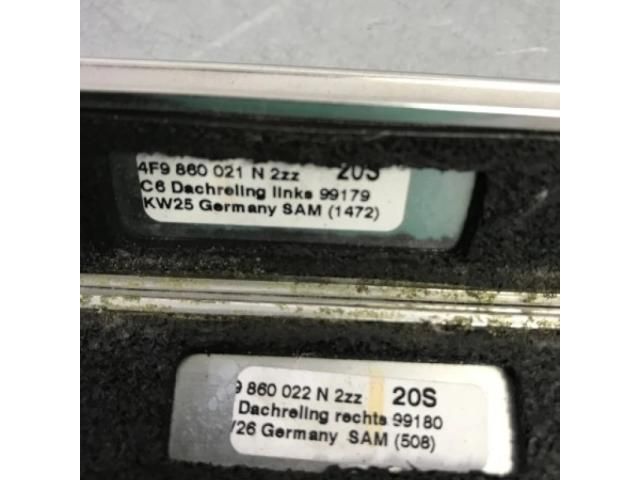 4F9 860 021 N 2zz 20S
C6 Dachreling links 99179
KW25 Germany SAM (1472)
9 860 022 N 2zz 20S
Dachreling rechts 99180
/26 Germany SAM (508)